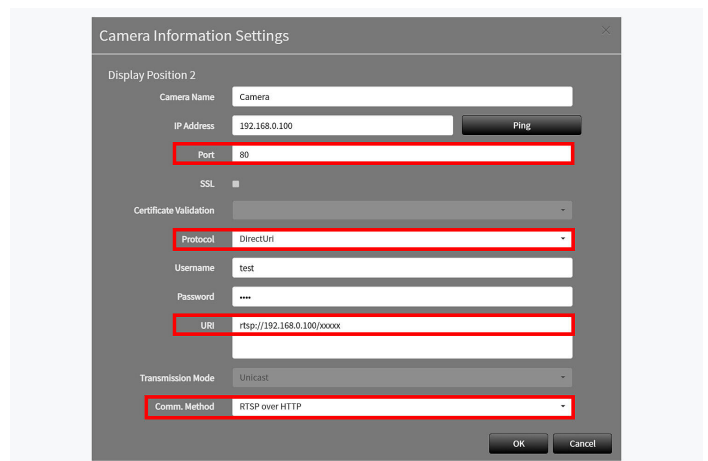 Camera Information Settings
Display Position 2
Camera Name Camera
IP Address 192.168.0.100 Ping
Port 80
SSL
Certificate Validation
Protocol DirectUri
Username test
Password ••••
URI rtsp://192.168.0.100/xxxxx
Transmission Mode Unicast
Comm. Method RTSP over HTTP
OK Cancel